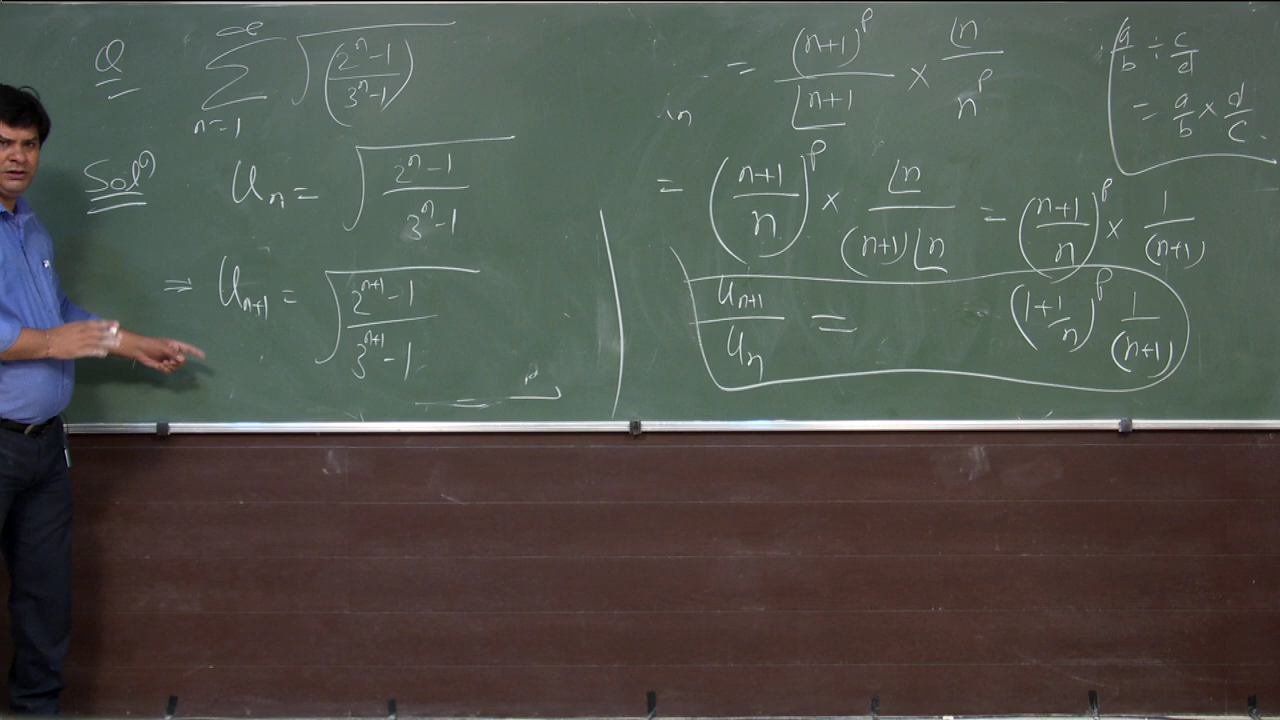 Q ∑_{n=1}^{∞} √((2^n-1)/(3^n-1))
Solⁿ U_n = √((2^n-1)/(3^n-1))
⇒ U_{n+1} = √((2^{n+1}-1)/(3^{n+1}-1))
= (n+1)^p/⌊n+1 × ⌊n/n^p
= ((n+1)/n)^p × ⌊n/((n+1)⌊n) = ((n+1)/n)^p × 1/(n+1)
U_{n+1}/U_n = (1+1/n)^p 1/(n+1)
a/b ÷ c/d
= a/b × d/c